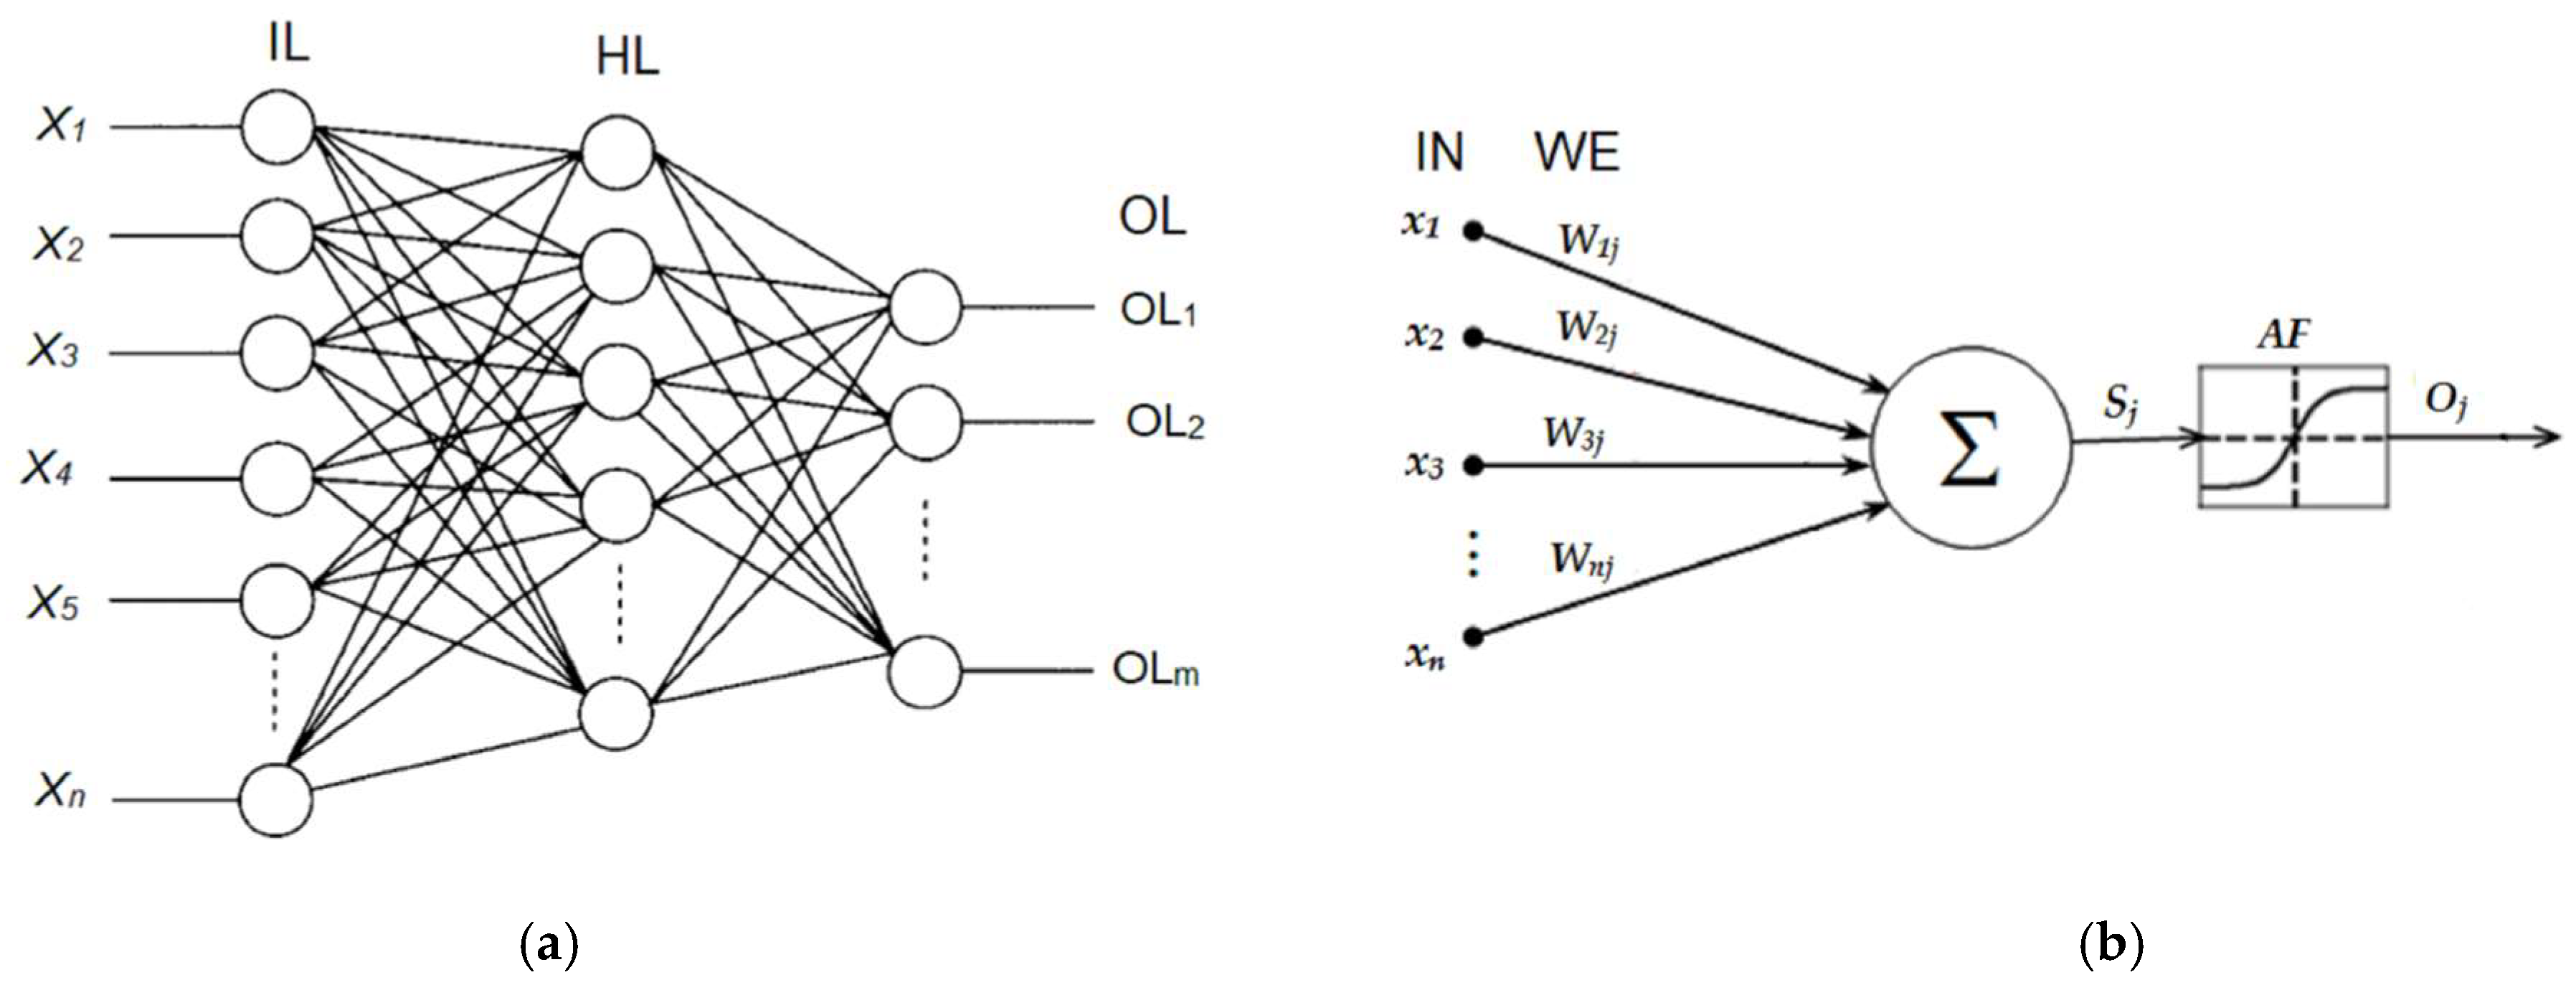 IL
HL
X1
X2
X3
X4
X5
Xn
OL
OL1
OL2
OLm
(a)
IN WE
x1
W1j
x2
W2j
x3
W3j
xn
Wnj
Σ
Sj
AF
Oj
(b)